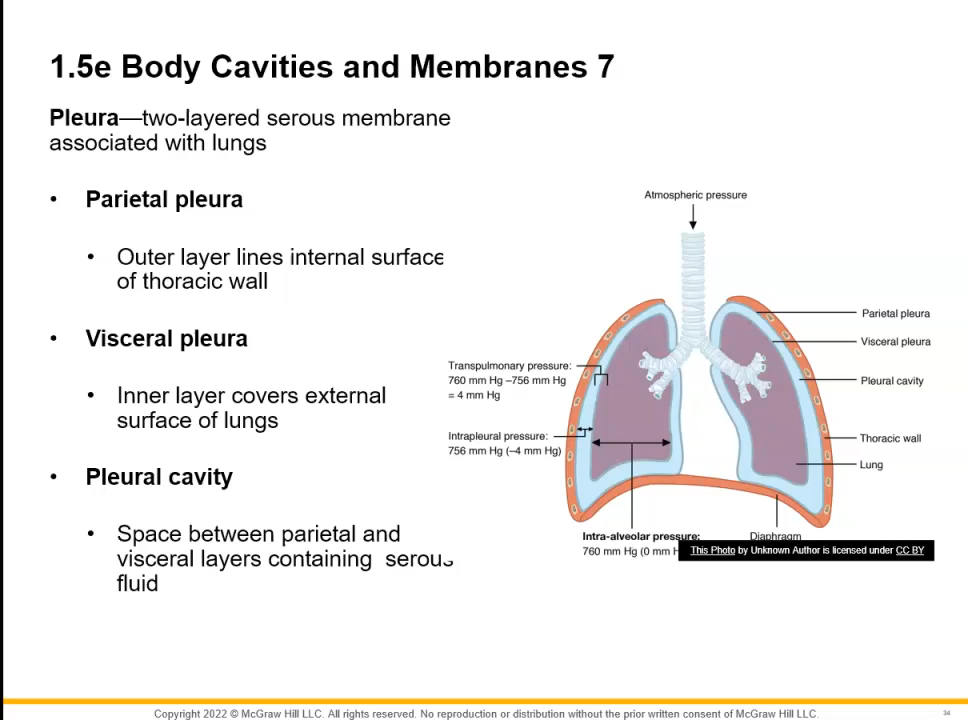 1.5e Body Cavities and Membranes 7
Pleura—two-layered serous membrane
associated with lungs
• Parietal pleura
• Outer layer lines internal surface
of thoracic wall
• Visceral pleura
• Inner layer covers external
surface of lungs
• Pleural cavity
• Space between parietal and
visceral layers containing serous
fluid
Atmospheric pressure
Parietal pleura
Visceral pleura
Pleural cavity
Thoracic wall
Lung
Transpulmonary pressure:
760 mm Hg –756 mm Hg
= 4 mm Hg
Intrapleural pressure:
756 mm Hg (–4 mm Hg)
Intra-alveolar pressure:
760 mm Hg (0 mm H
Diaphragm
This Photo by Unknown Author is licensed under CC BY
Copyright 2022 © McGraw Hill LLC. All rights reserved. No reproduction or distribution without the prior written consent of McGraw Hill LLC.
34